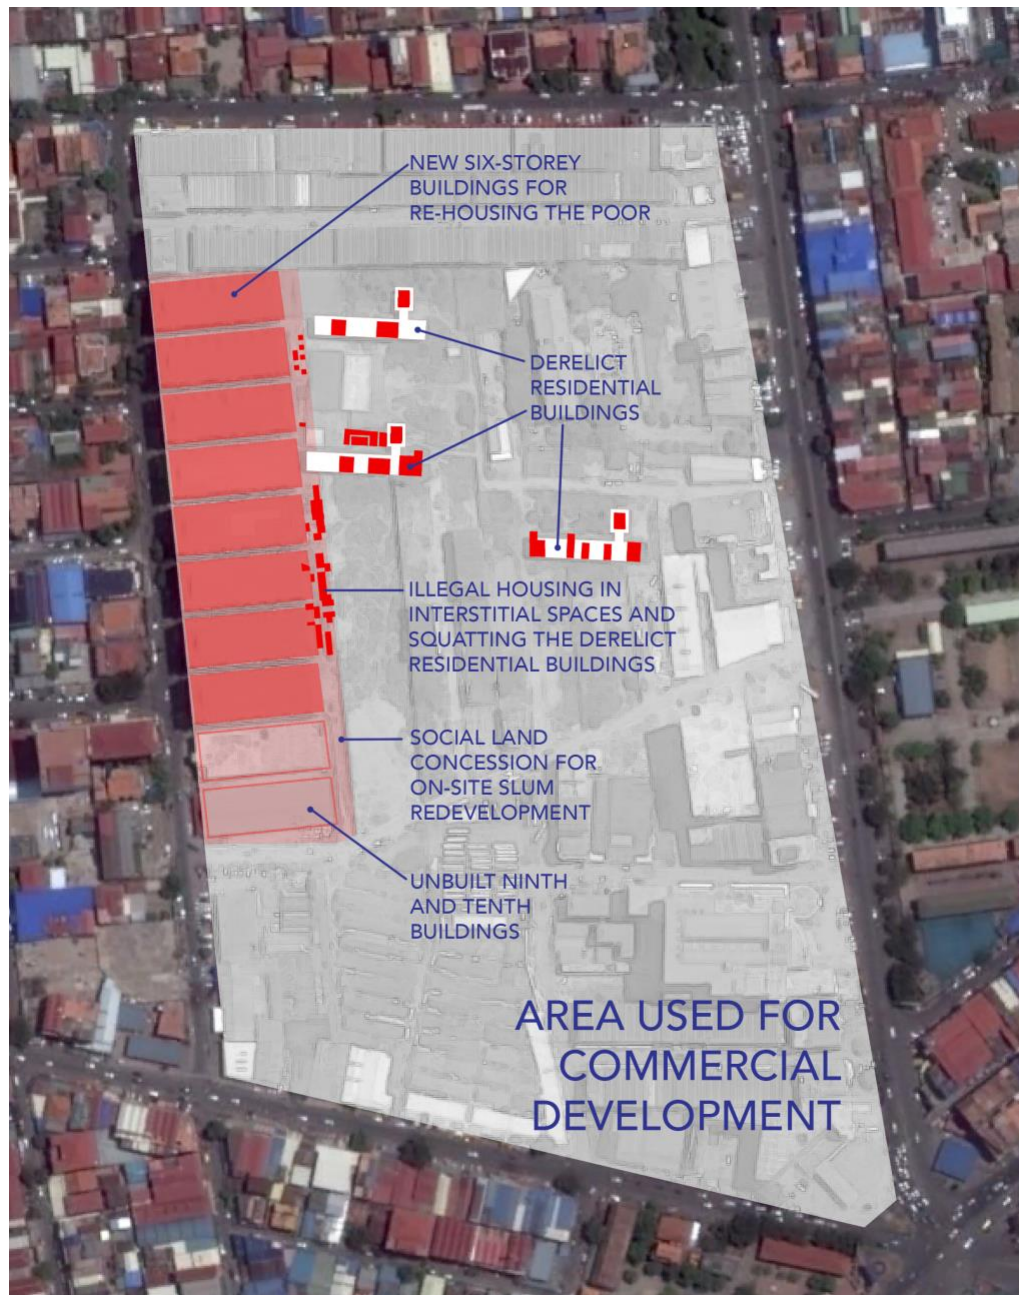 NEW SIX-STOREY
BUILDINGS FOR
RE-HOUSING THE POOR
DERELICT
RESIDENTIAL
BUILDINGS
ILLEGAL HOUSING IN
INTERSTITIAL SPACES AND
SQUATTING THE DERELICT
RESIDENTIAL BUILDINGS
SOCIAL LAND
CONCESSION FOR
ON-SITE SLUM
REDEVELOPMENT
UNBUILT NINTH
AND TENTH
BUILDINGS
AREA USED FOR
COMMERCIAL
DEVELOPMENT